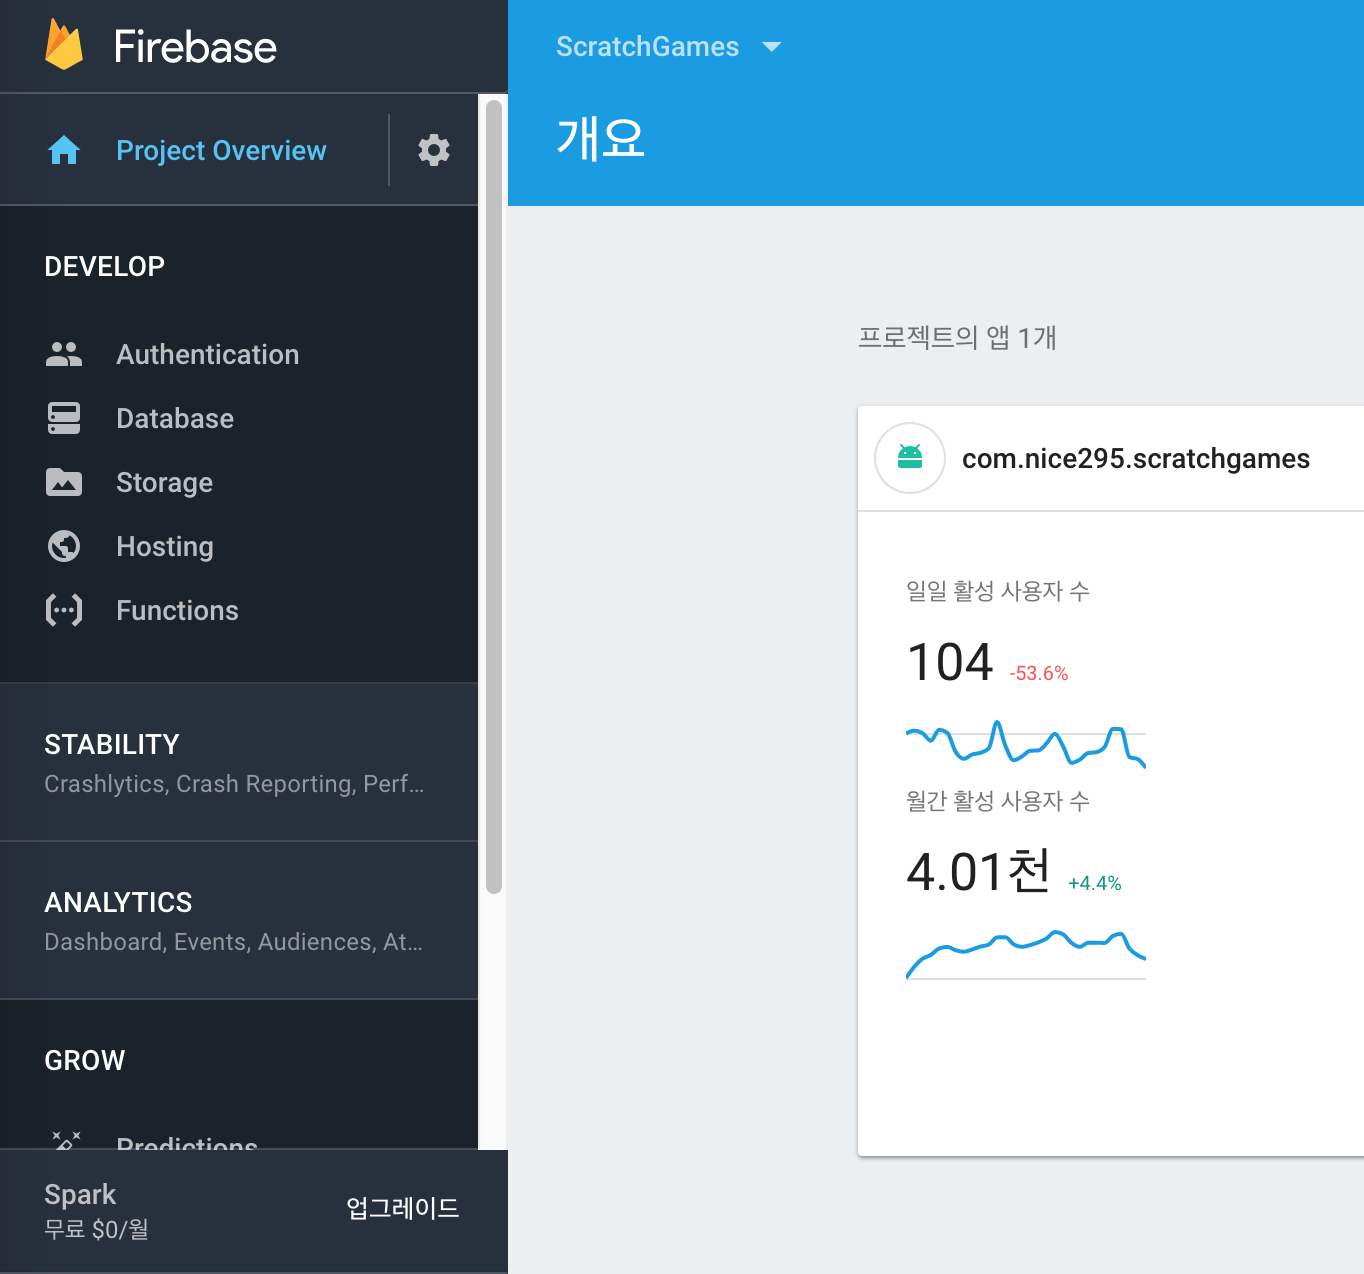 Firebase
Project Overview
DEVELOP
Authentication
Database
Storage
Hosting
Functions
STABILITY
Crashlytics, Crash Reporting, Perf...
ANALYTICS
Dashboard, Events, Audiences, At...
GROW
Predictions
Spark
무료 $0/월
업그레이드
ScratchGames
개요
프로젝트의 앱 1개
com.nice295.scratchgames
일일 활성 사용자 수
104 -53.6%
월간 활성 사용자 수
4.01천 +4.4%